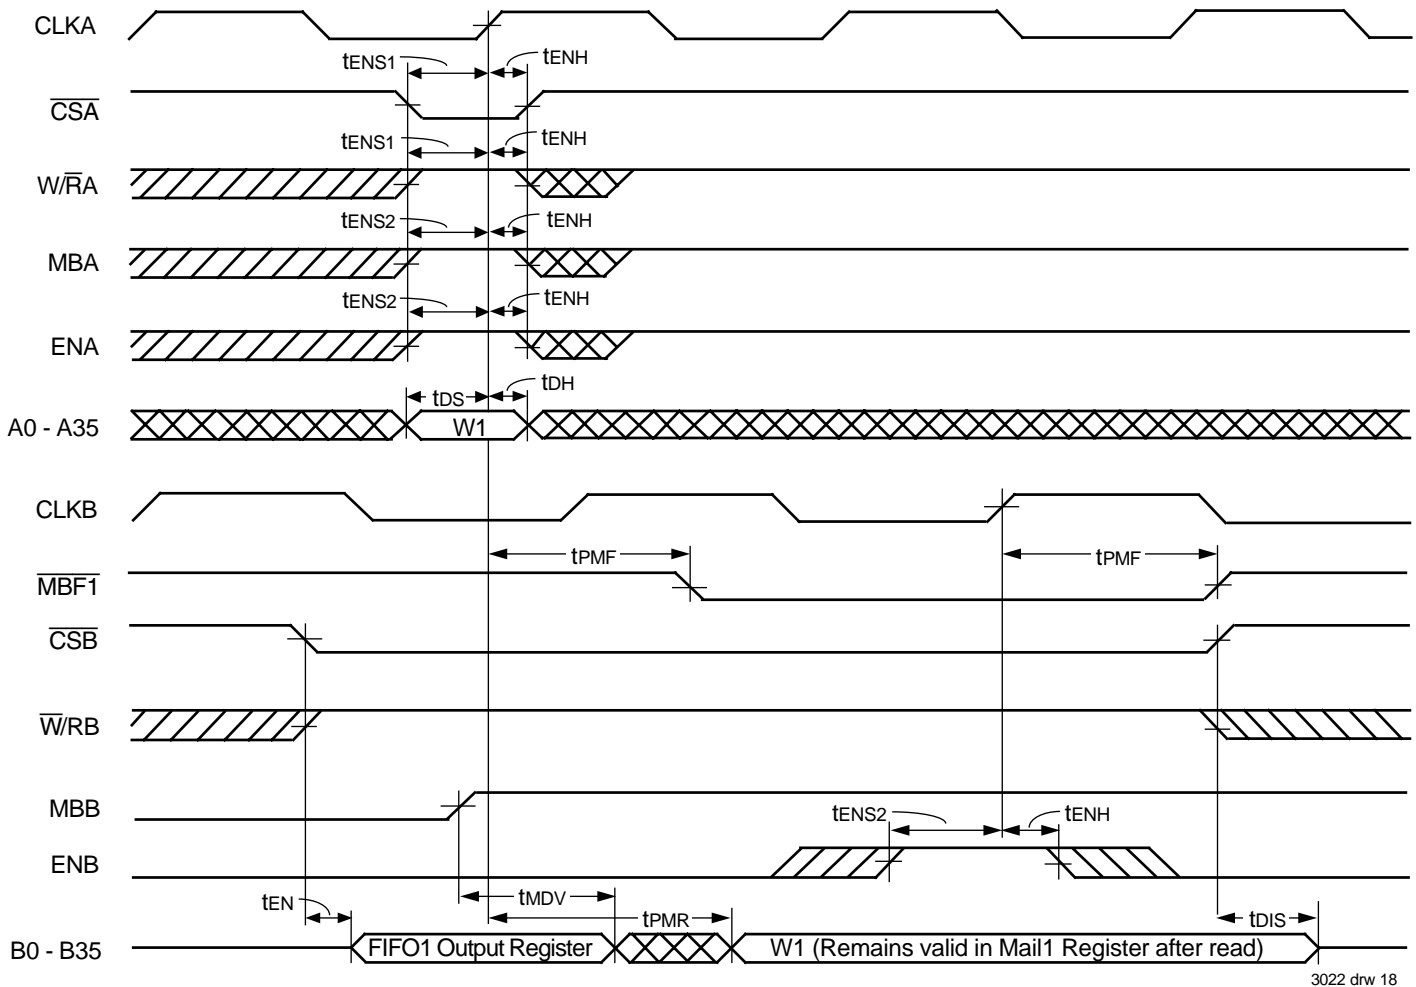 CLKA
tENS1 tENH
CSA
tENS1 tENH
W/RA
tENS2 tENH
MBA
tENS2 tENH
ENA
tDS tDH
A0 - A35 W1
CLKB
tPMF tPMF
MBF1
CSB
W/RB
MBB
tENS2 tENH
ENB
tEN tMDV
tPMR tDIS
B0 - B35 FIFO1 Output Register W1 (Remains valid in Mail1 Register after read)
3022 drw 18